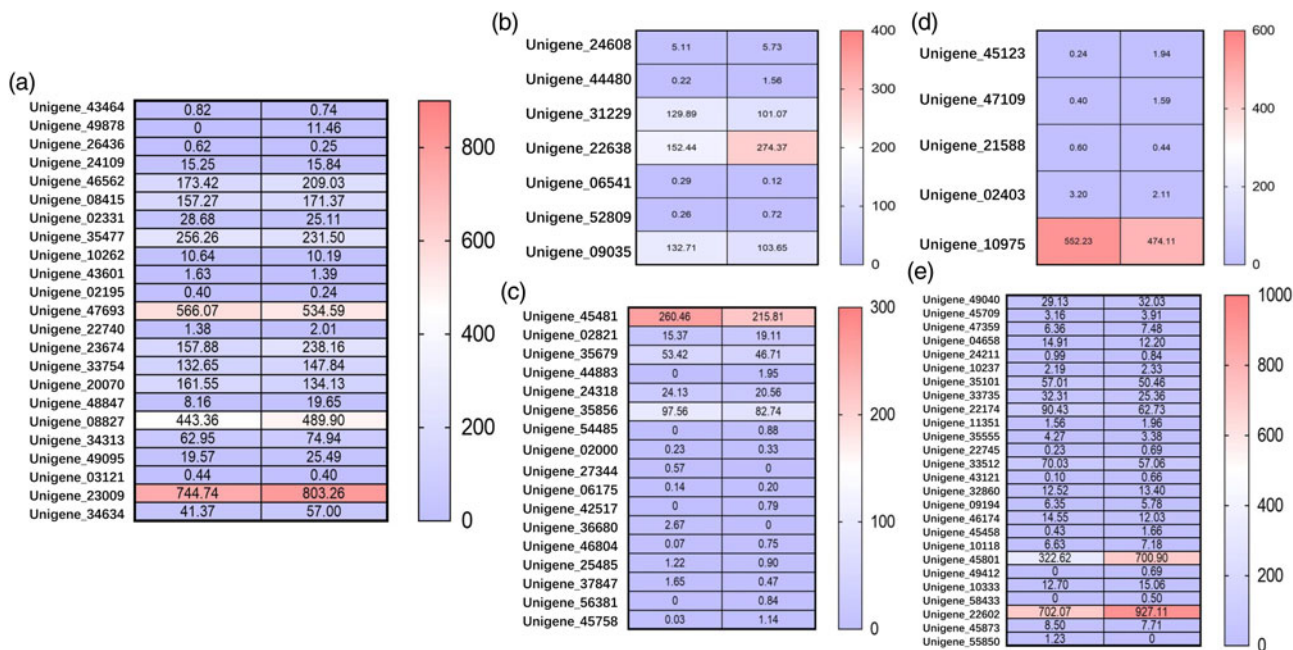 (a)
Unigene_43464 0.82 0.74
Unigene_49878 0 11.46
Unigene_26436 0.62 0.25
Unigene_24109 15.25 15.84
Unigene_46562 173.42 209.03
Unigene_08415 157.27 171.37
Unigene_02331 28.68 25.11
Unigene_35477 256.26 231.50
Unigene_10262 10.64 10.19
Unigene_43601 1.63 1.39
Unigene_02195 0.40 0.24
Unigene_47693 566.07 534.59
Unigene_22740 1.38 2.01
Unigene_23674 157.88 238.16
Unigene_33754 132.65 147.84
Unigene_20070 161.55 134.13
Unigene_48847 8.16 19.65
Unigene_08827 443.36 489.90
Unigene_34313 62.95 74.94
Unigene_49095 19.57 25.49
Unigene_03121 0.44 0.40
Unigene_23009 744.74 803.26
Unigene_34634 41.37 57.00
800
600
400
200
0
(b)
Unigene_24608 5.11 5.73
Unigene_44480 0.22 1.56
Unigene_31229 129.89 101.07
Unigene_22638 152.44 274.37
Unigene_06541 0.29 0.12
Unigene_52809 0.26 0.72
Unigene_09035 132.71 103.65
400
300
200
100
0
(c)
Unigene_45481 260.46 215.81
Unigene_02821 15.37 19.11
Unigene_35679 53.42 46.71
Unigene_44883 0 1.95
Unigene_24318 24.13 20.56
Unigene_35856 97.56 82.74
Unigene_54485 0 0.88
Unigene_02000 0.23 0.33
Unigene_27344 0.57 0
Unigene_06175 0.14 0.20
Unigene_42517 0 0.79
Unigene_36680 2.67 0
Unigene_46804 0.07 0.75
Unigene_25485 1.22 0.90
Unigene_37847 1.65 0.47
Unigene_56381 0 0.84
Unigene_45758 0.03 1.14
300
200
100
0
(d)
Unigene_45123 0.24 1.94
Unigene_47109 0.40 1.59
Unigene_21588 0.60 0.44
Unigene_02403 3.20 2.11
Unigene_10975 552.23 474.11
600
400
200
0
(e)
Unigene_49040 29.13 32.03
Unigene_45709 3.16 3.91
Unigene_47359 6.36 7.48
Unigene_04658 14.91 12.20
Unigene_24211 0.99 0.84
Unigene_10237 2.19 2.33
Unigene_35101 57.01 50.46
Unigene_33735 32.31 25.36
Unigene_22174 90.43 62.73
Unigene_11351 1.56 1.96
Unigene_35555 4.27 3.38
Unigene_22745 0.23 0.69
Unigene_33512 70.03 57.06
Unigene_43121 0.10 0.66
Unigene_32860 12.52 13.40
Unigene_09194 6.35 5.78
Unigene_46174 14.55 12.03
Unigene_45458 0.43 1.66
Unigene_10118 6.63 7.18
Unigene_45801 322.62 700.90
Unigene_49412 0 0.69
Unigene_10333 12.70 15.06
Unigene_58433 0 0.50
Unigene_22602 702.07 927.11
Unigene_45873 8.50 7.71
Unigene_55850 1.23 0
1000
800
600
400
200
0